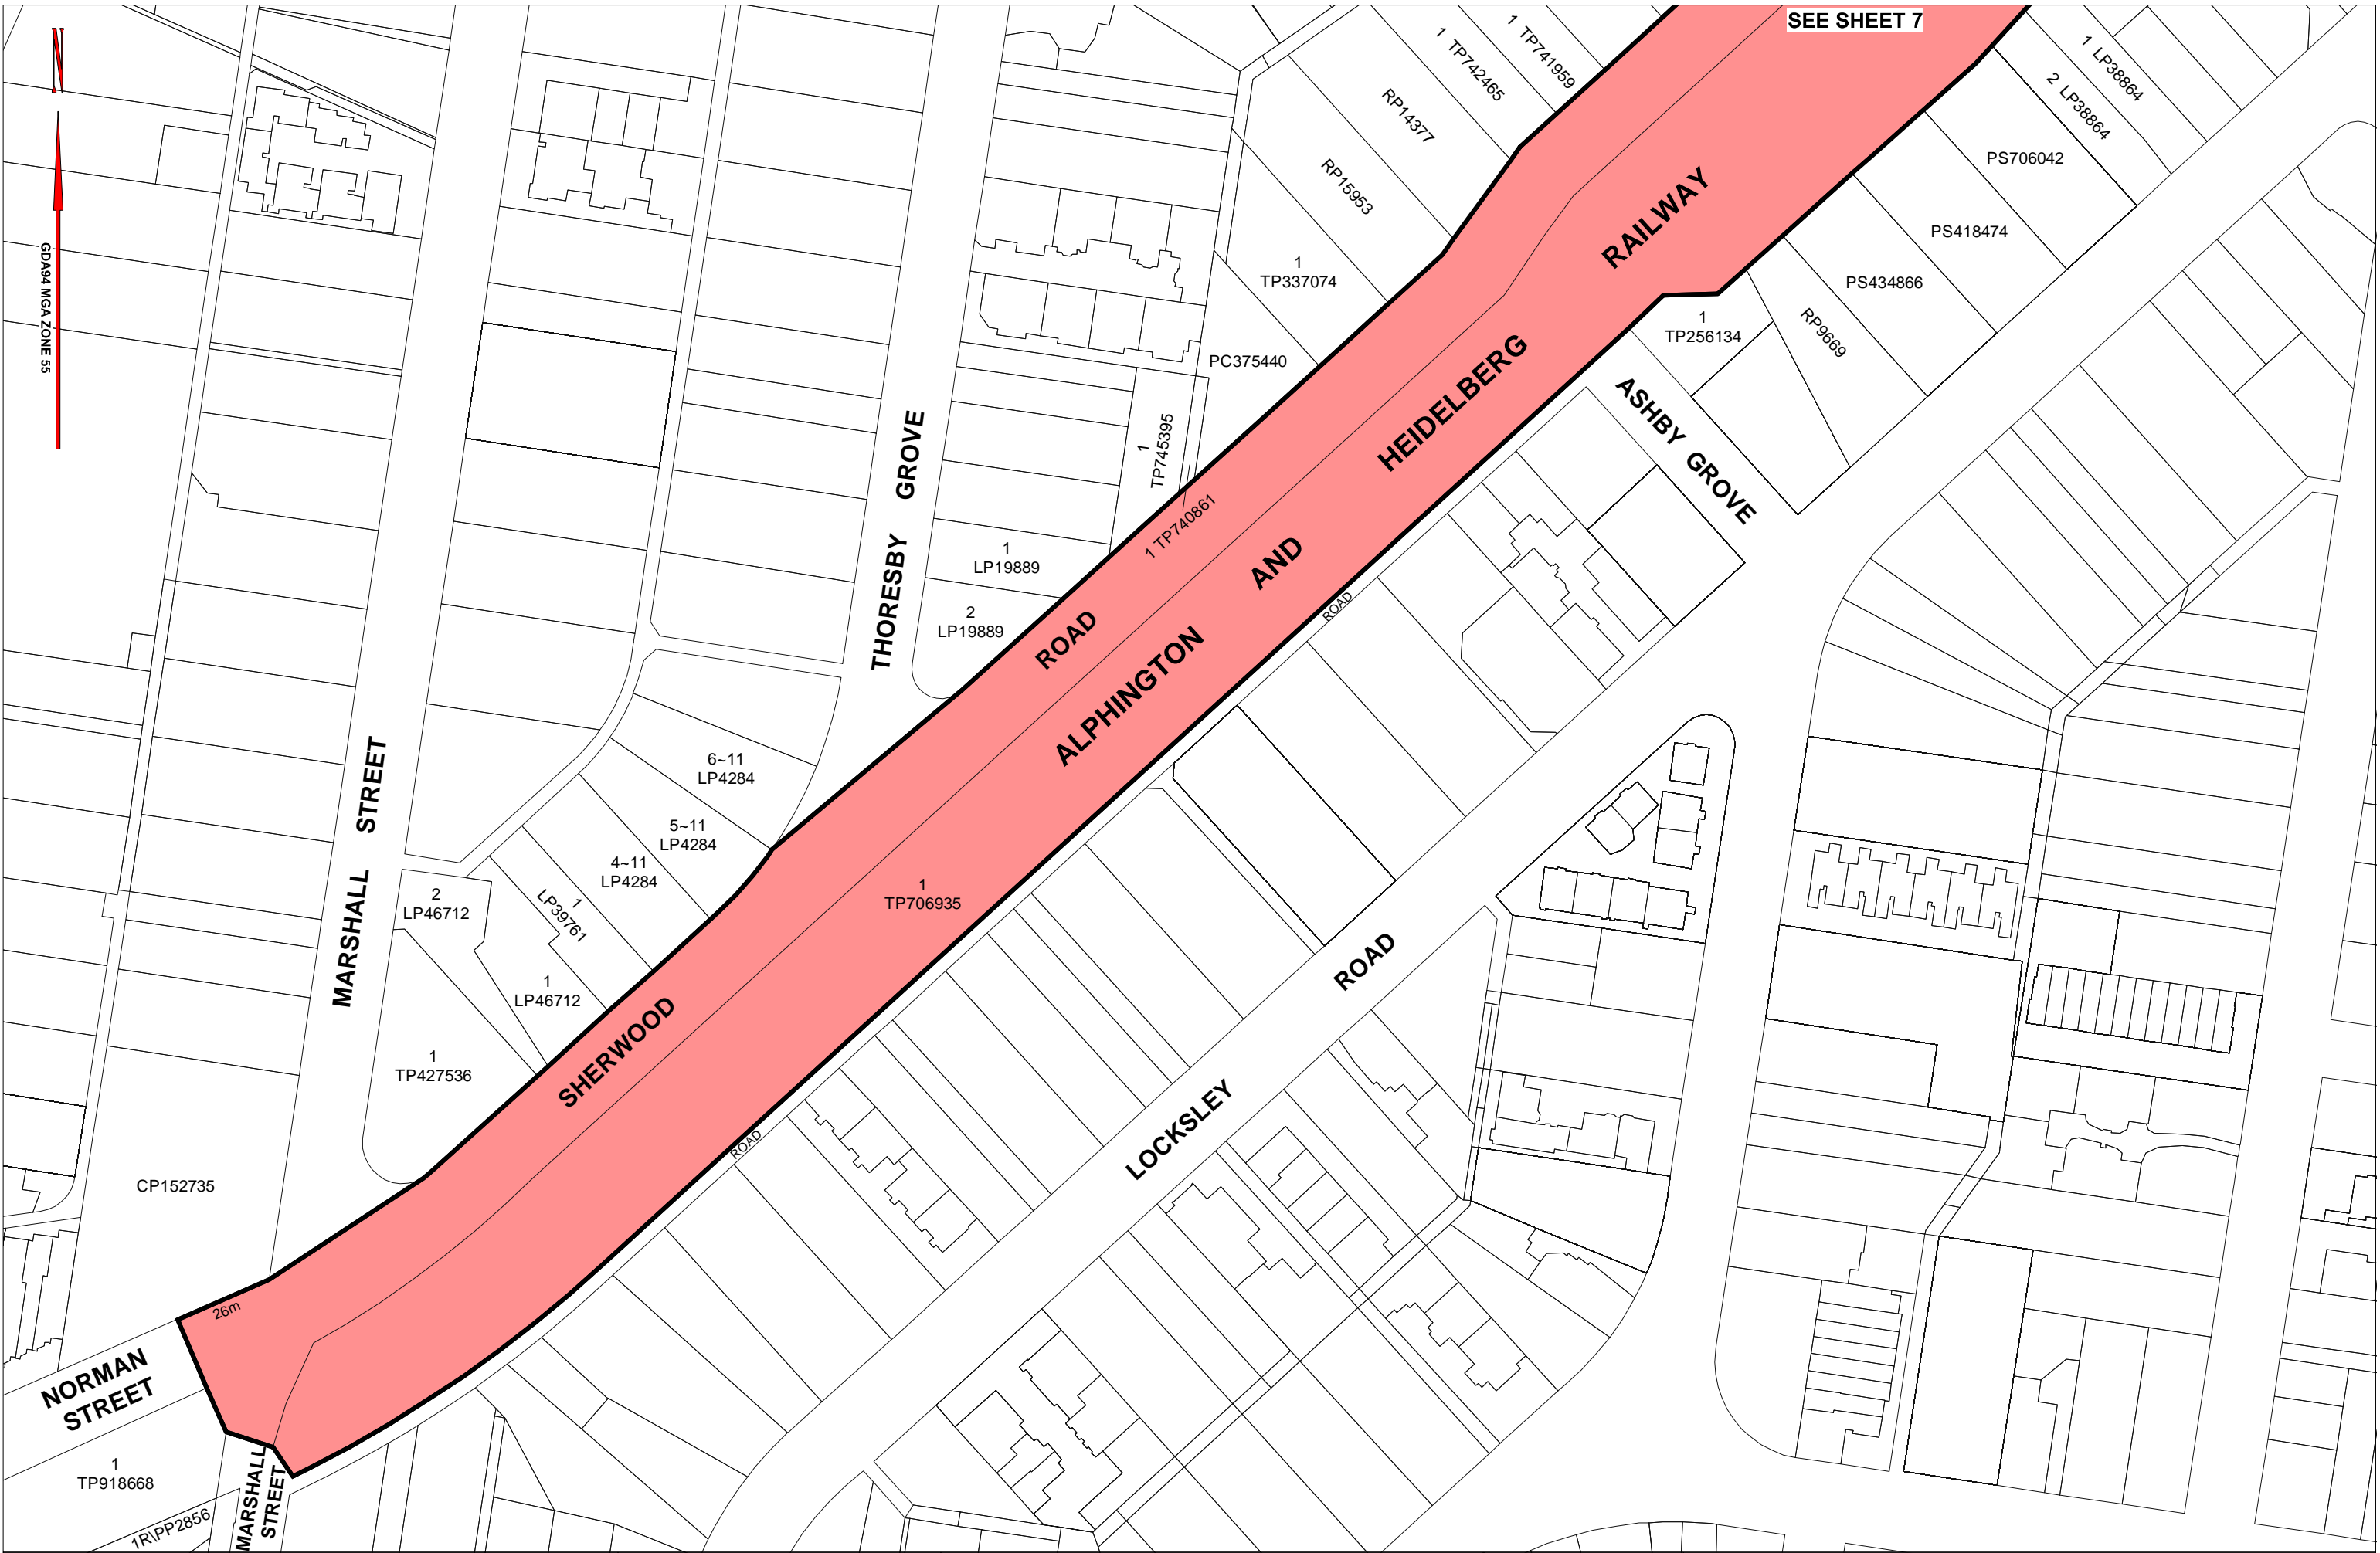 SEE SHEET 7
N
GDA94 MGA ZONE 55
1 TP741959
1 TP742465
RP14377
RP15953
1
TP337074
PC375440
1
TP745395
1 LP38864
2 LP38864
PS706042
PS418474
PS434866
RP9669
1
TP256134
RAILWAY
HEIDELBERG
AND
ALPHINGTON
ASHBY GROVE
THORESBY GROVE
1 TP740861
1
LP19889
2
LP19889
ROAD
SHERWOOD
ROAD
6~11
LP4284
5~11
LP4284
4~11
LP4284
1
LP39761
2
LP46712
1
LP46712
1
TP427536
1
TP706935
MARSHALL STREET
LOCKSLEY ROAD
ROAD
CP152735
26m
NORMAN
STREET
1
TP918668
1R\PP2856
MARSHALL
STREET